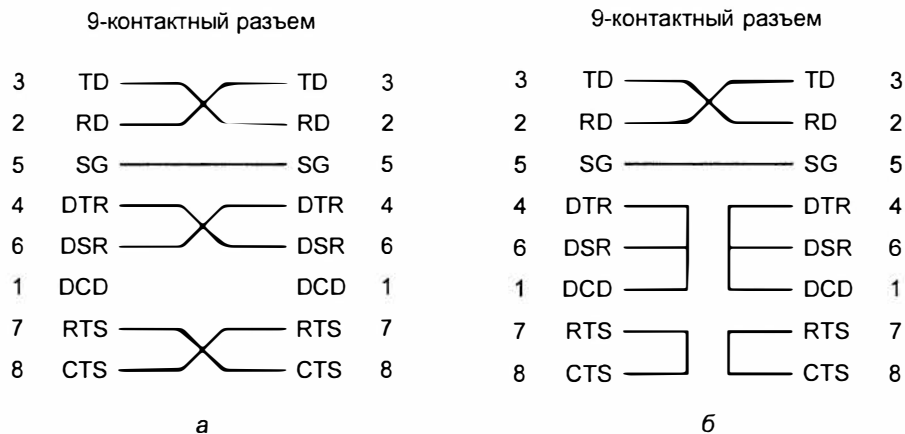 9-контактный разъем
3 TD TD 3
2 RD RD 2
5 SG SG 5
4 DTR DTR 4
6 DSR DSR 6
1 DCD DCD 1
7 RTS RTS 7
8 CTS CTS 8
а
9-контактный разъем
3 TD TD 3
2 RD RD 2
5 SG SG 5
4 DTR DTR 4
6 DSR DSR 6
1 DCD DCD 1
7 RTS RTS 7
8 CTS CTS 8
б